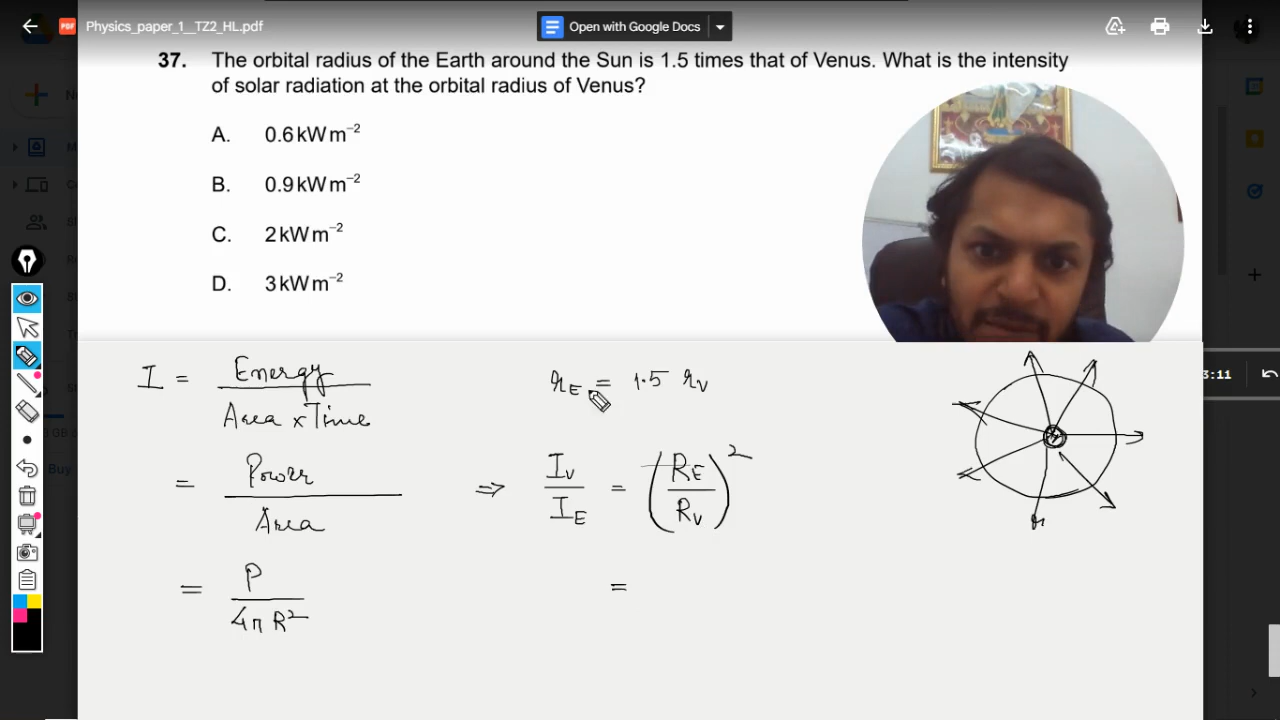 Physics_paper_1__TZ2_HL.pdf
Open with Google Docs
37. The orbital radius of the Earth around the Sun is 1.5 times that of Venus. What is the intensity
of solar radiation at the orbital radius of Venus?
A. 0.6 kW m⁻²
B. 0.9 kW m⁻²
C. 2 kW m⁻²
D. 3 kW m⁻²
I = Energy / Area × Time
r_E = 1.5 r_V
= Power / Area
⇒ I_V / I_E = (R_E / R_V)²
= P / 4π R²
=
3:11